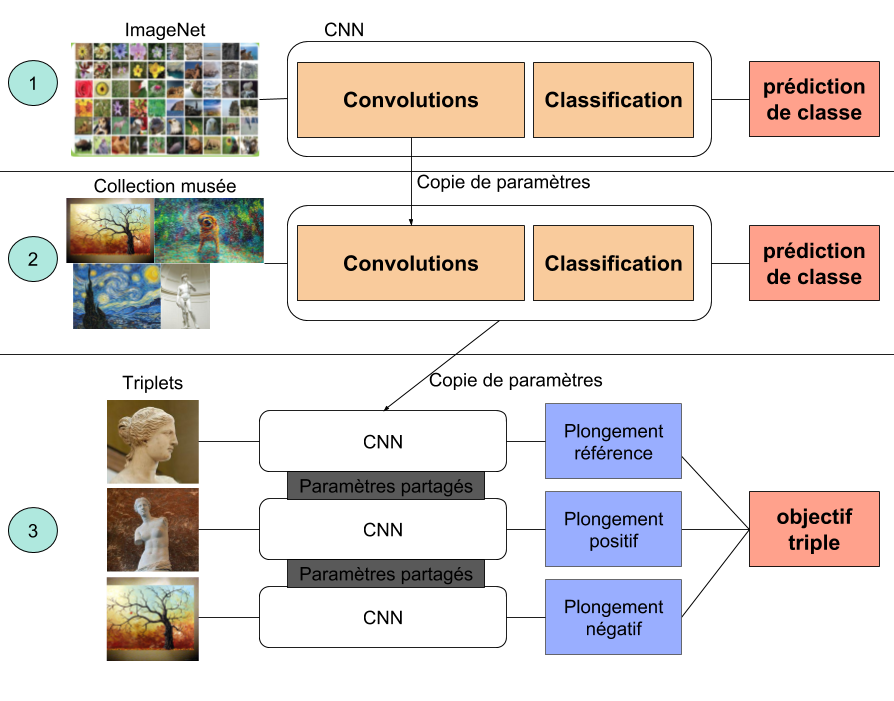 ImageNet
CNN
1
Convolutions
Classification
prédiction
de classe
Copie de paramètres
Collection musée
2
Convolutions
Classification
prédiction
de classe
Copie de paramètres
Triplets
3
CNN
Plongement
référence
Paramètres partagés
CNN
Plongement
positif
objectif
triple
Paramètres partagés
CNN
Plongement
négatif